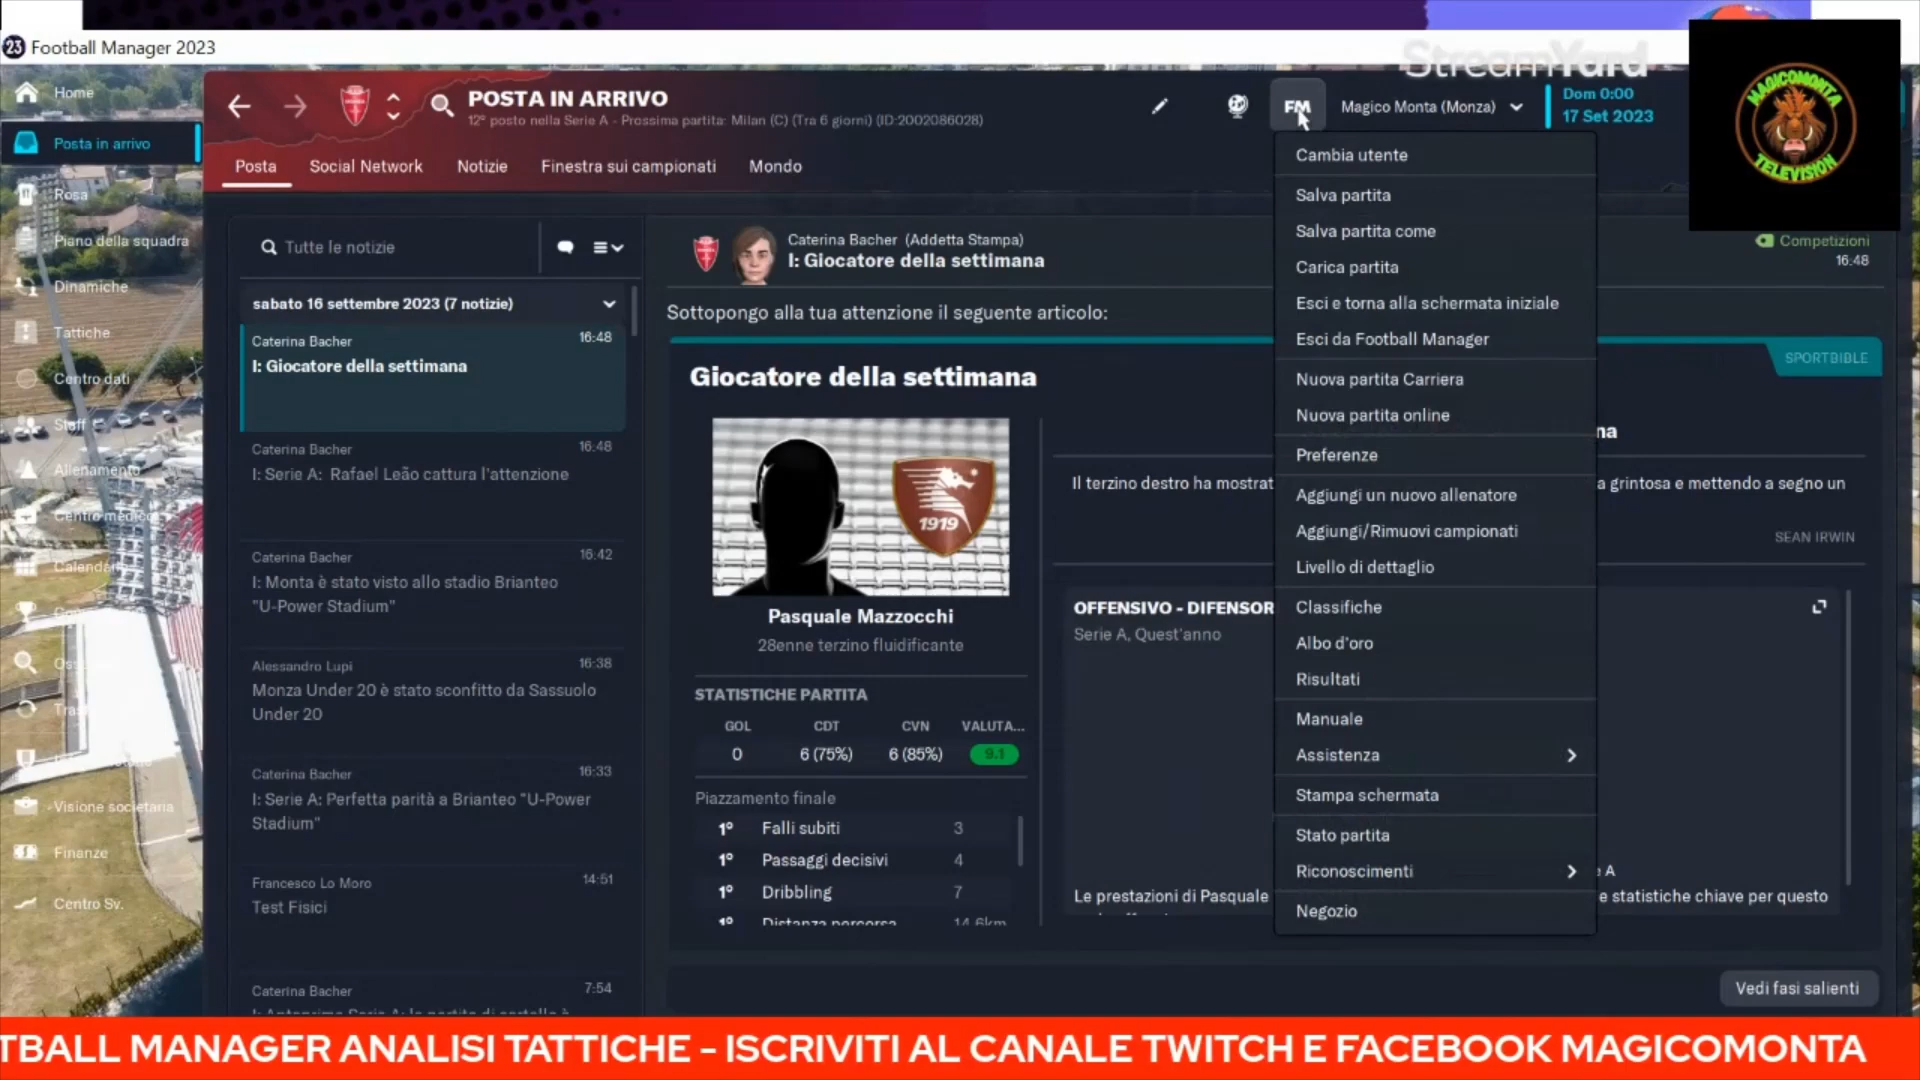 StreamYard
23 Football Manager 2023
MAGICOMONTA
TELEVISION
Home
Posta in arrivo
Rosa
Piano della squadra
Dinamiche
Tattiche
Centro dati
Staff
Allenamento
Centro medico
Visione societaria
Finanze
Centro Sv.
POSTA IN ARRIVO
12° posto nella Serie A - Prossima partita: Milan (C) (Tra 6 giorni) (ID:2002086028)
FM
Magico Monta (Monza)
Dom 0:00
17 Set 2023
Posta
Social Network
Notizie
Finestra sui campionati
Mondo
Tutte le notizie
sabato 16 settembre 2023 (7 notizie)
Caterina Bacher 16:48
I: Giocatore della settimana
Caterina Bacher 16:48
I: Serie A: Rafael Leão cattura l'attenzione
Caterina Bacher 16:42
I: Monta è stato visto allo stadio Brianteo
"U-Power Stadium"
Alessandro Lupi 16:38
Monza Under 20 è stato sconfitto da Sassuolo
Under 20
Caterina Bacher 16:33
I: Serie A: Perfetta parità a Brianteo "U-Power
Stadium"
Francesco Lo Moro 14:51
Test Fisici
Caterina Bacher 7:54
Caterina Bacher (Addetta Stampa)
I: Giocatore della settimana
Competizioni
16:48
Sottopongo alla tua attenzione il seguente articolo:
SPORTBIBLE
Giocatore della settimana
1919
Pasquale Mazzocchi
28enne terzino fluidificante
STATISTICHE PARTITA
GOL CDT CVN VALUTA...
0 6 (75%) 6 (85%) 9.1
Piazzamento finale
1° Falli subiti 3
1° Passaggi decisivi 4
1° Dribbling 7
1° Distanza percorsa 14.6km
na
Il terzino destro ha mostrat
a grintosa e mettendo a segno un
SEAN IRWIN
OFFENSIVO - DIFENSOR
Serie A, Quest'anno
e A
Le prestazioni di Pasquale
e statistiche chiave per questo
Cambia utente
Salva partita
Salva partita come
Carica partita
Esci e torna alla schermata iniziale
Esci da Football Manager
Nuova partita Carriera
Nuova partita online
Preferenze
Aggiungi un nuovo allenatore
Aggiungi/Rimuovi campionati
Livello di dettaglio
Classifiche
Albo d'oro
Risultati
Manuale
Assistenza
Stampa schermata
Stato partita
Riconoscimenti
Negozio
Vedi fasi salienti
TBALL MANAGER ANALISI TATTICHE - ISCRIVITI AL CANALE TWITCH E FACEBOOK MAGICOMONTA